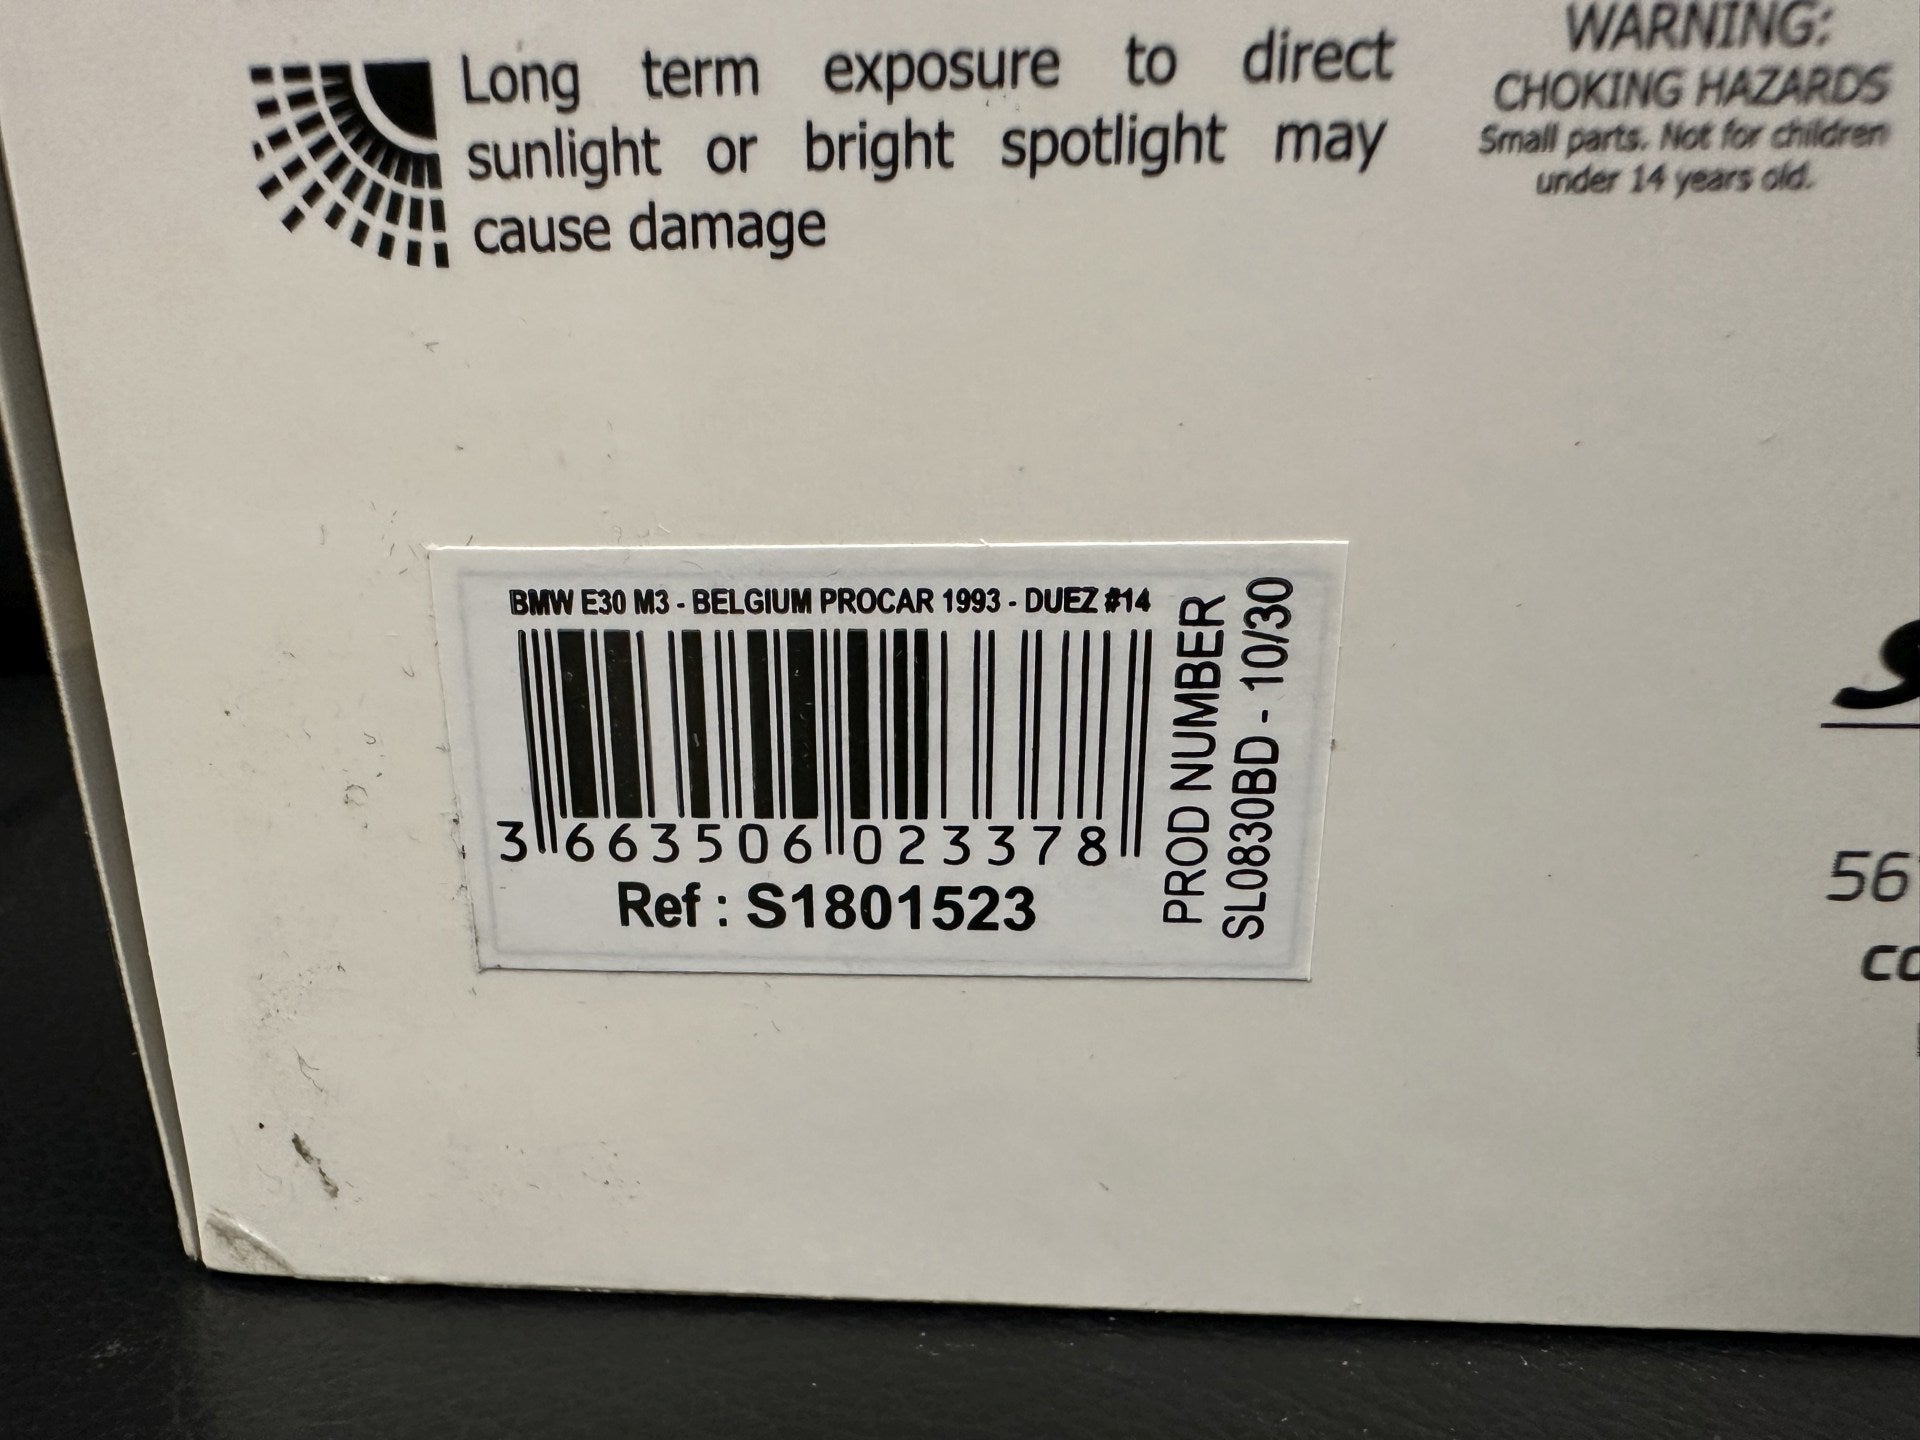 Long term exposure to direct
sunlight or bright spotlight may
cause damage
WARNING:
CHOKING HAZARDS
Small parts. Not for children
under 14 years old.
BMW E30 M3 - BELGIUM PROCAR 1993 - DUEZ #14
3 663506 023378
Ref : S1801523
PROD NUMBER
SL0830BD - 10/30
56
co